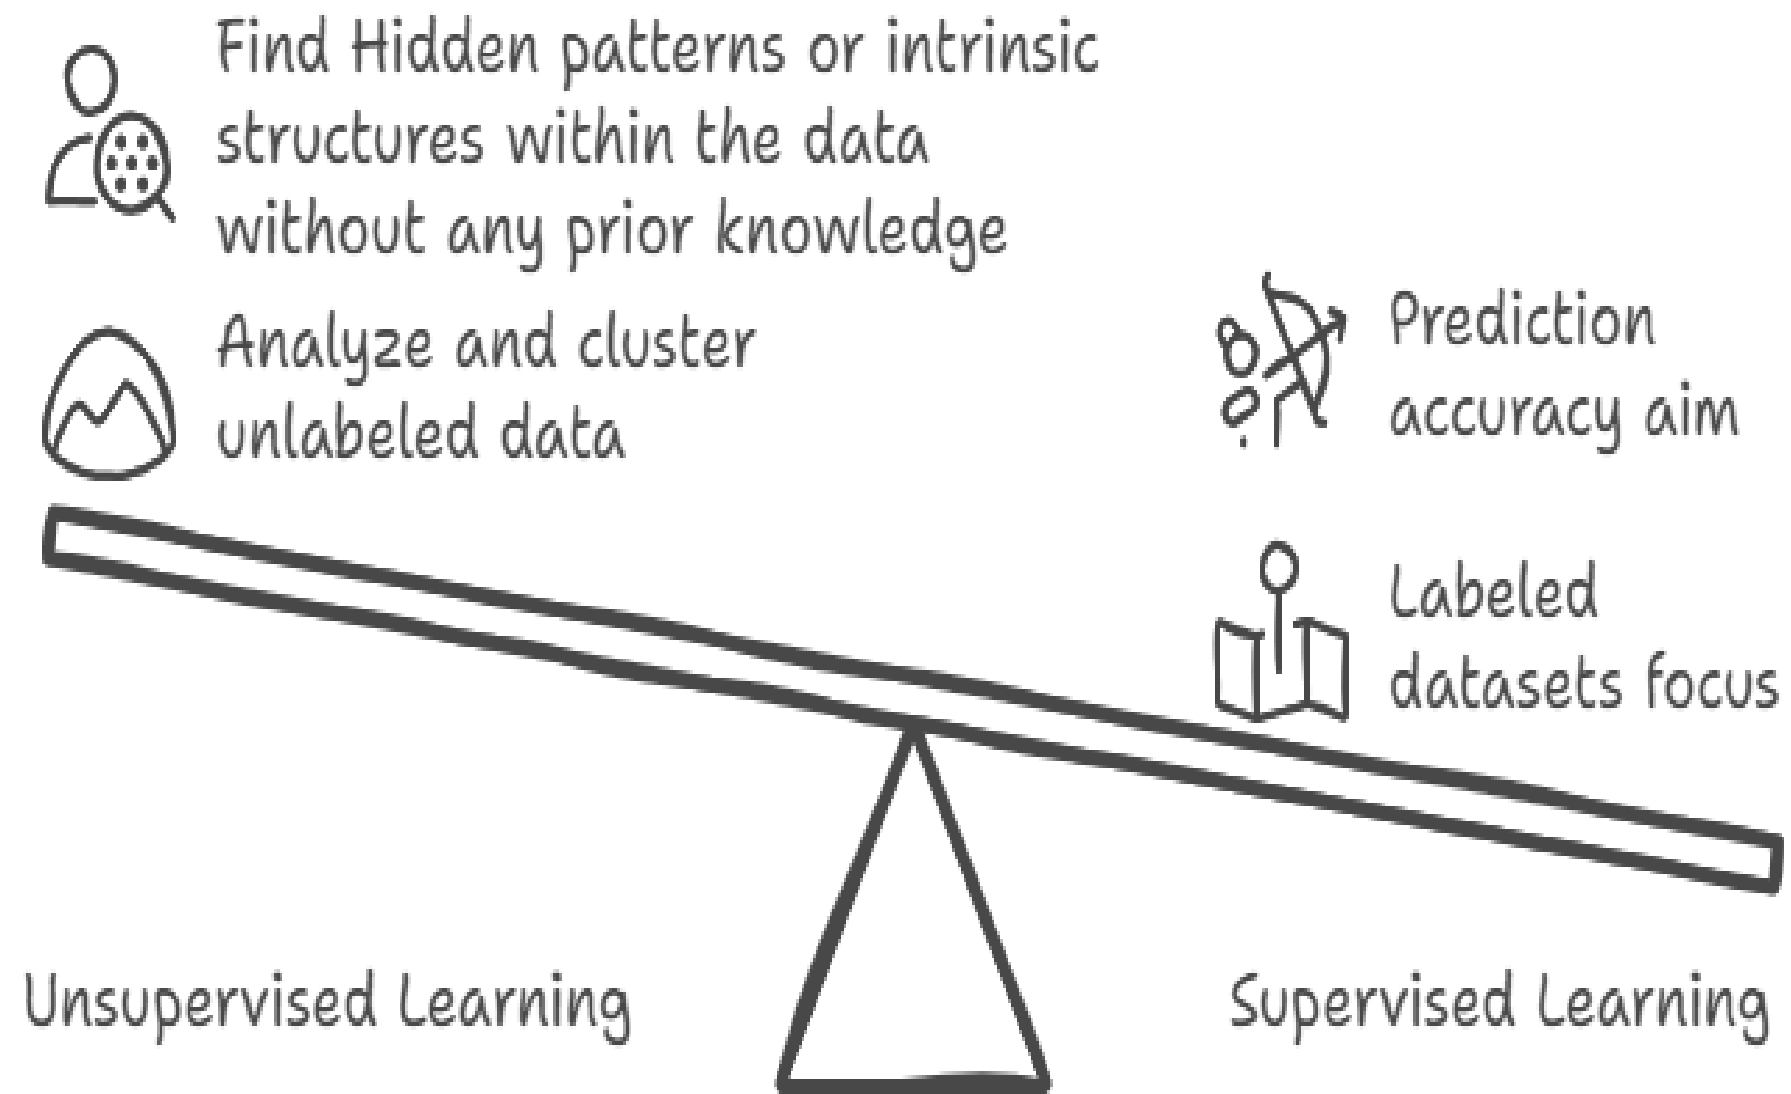 Find Hidden patterns or intrinsic
structures within the data
without any prior knowledge
Analyze and cluster
unlabeled data
Prediction
accuracy aim
Labeled
datasets focus
Unsupervised Learning
Supervised Learning